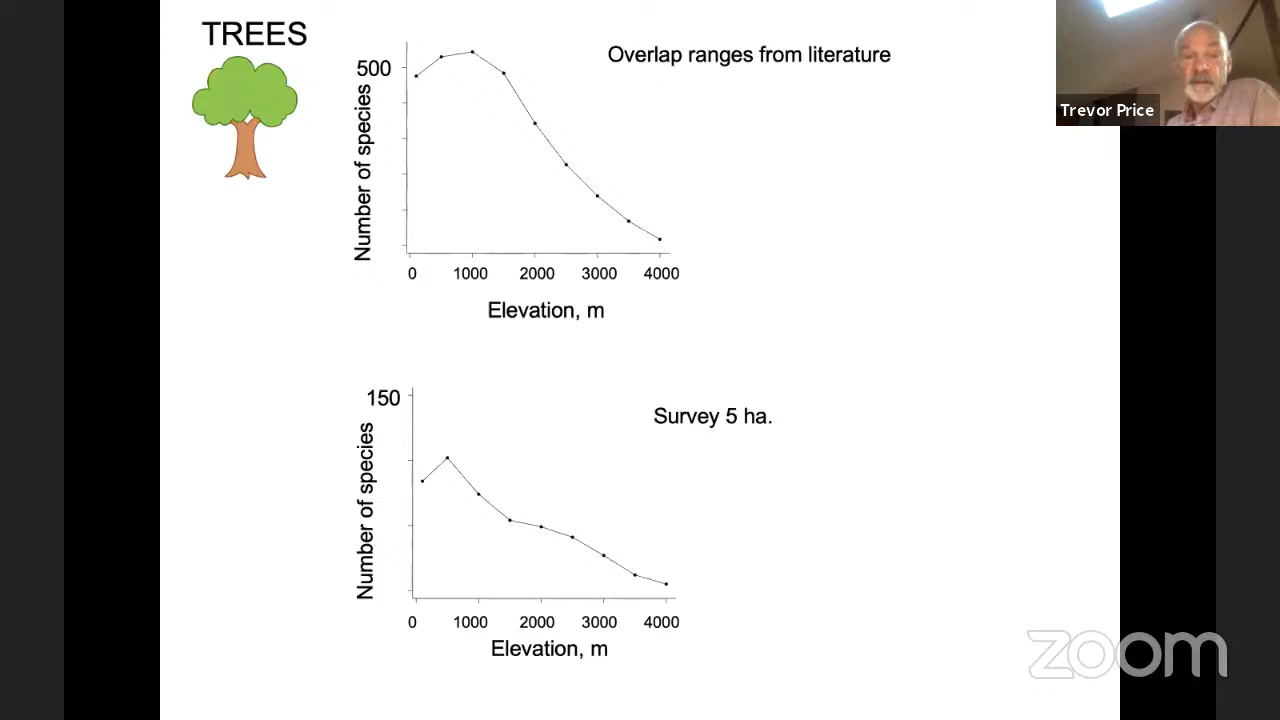 TREES
Overlap ranges from literature
500
Number of species
0 1000 2000 3000 4000
Elevation, m
150
Survey 5 ha.
Number of species
0 1000 2000 3000 4000
Elevation, m
Trevor Price
zoom